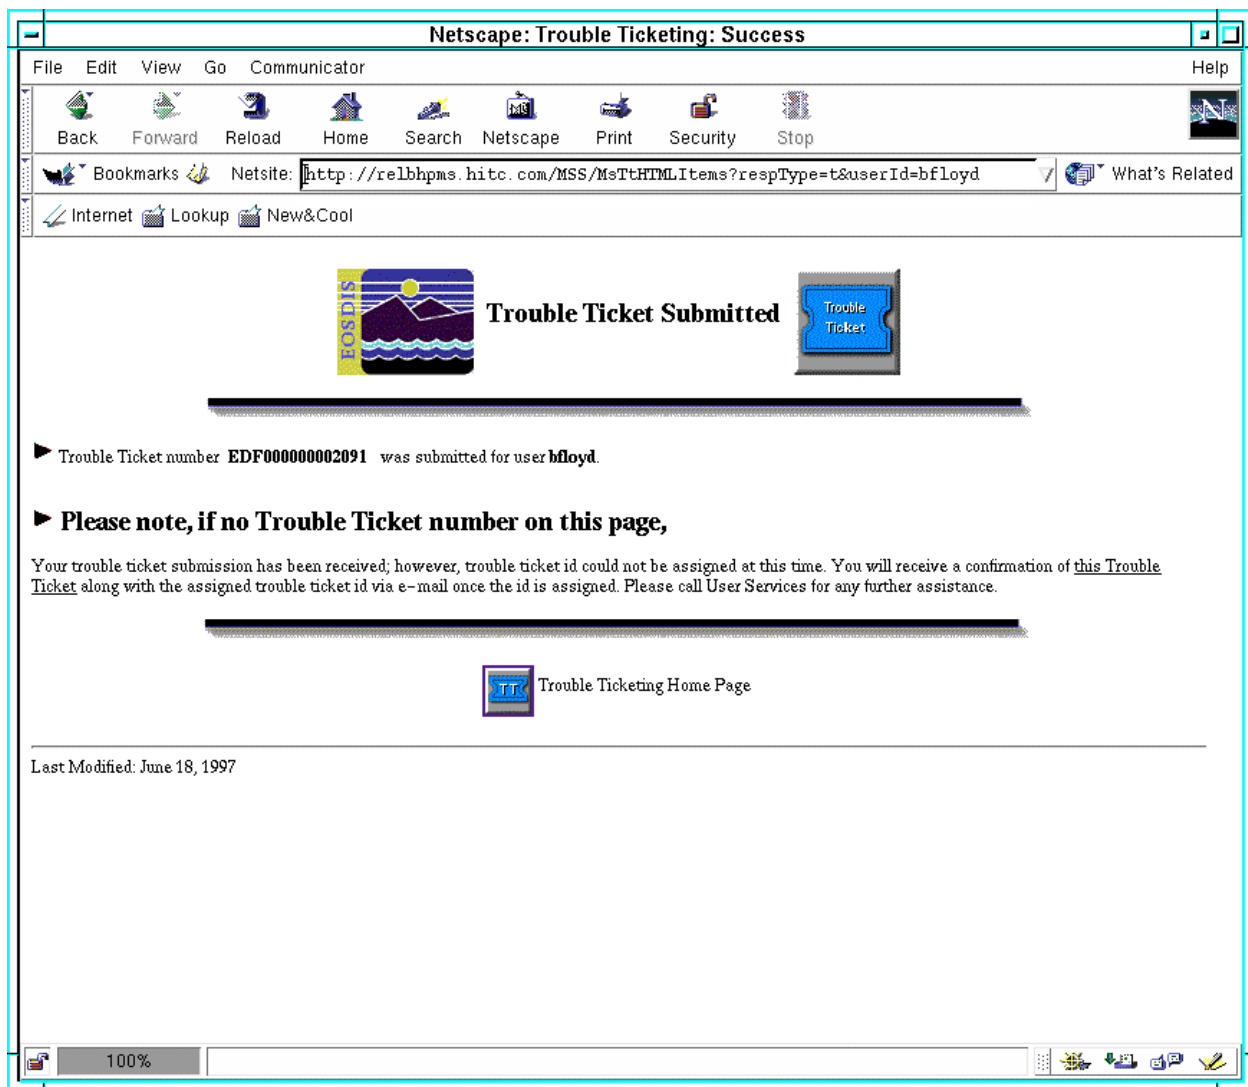 Netscape: Trouble Ticketing: Success
File Edit View Go Communicator Help
Back Forward Reload Home Search Netscape Print Security Stop
N
Bookmarks Netsite: http://relbhpms.hitc.com/MSS/MsTtHTMLItems?respType=t&userId=bfloyd What's Related
Internet Lookup New&Cool
EOSDIS
Trouble Ticket Submitted
Trouble
Ticket
Trouble Ticket number EDF000000002091 was submitted for user bfloyd.
Please note, if no Trouble Ticket number on this page,
Your trouble ticket submission has been received; however, trouble ticket id could not be assigned at this time. You will receive a confirmation of this Trouble
Ticket along with the assigned trouble ticket id via e-mail once the id is assigned. Please call User Services for any further assistance.
TT Trouble Ticketing Home Page
Last Modified: June 18, 1997
100%